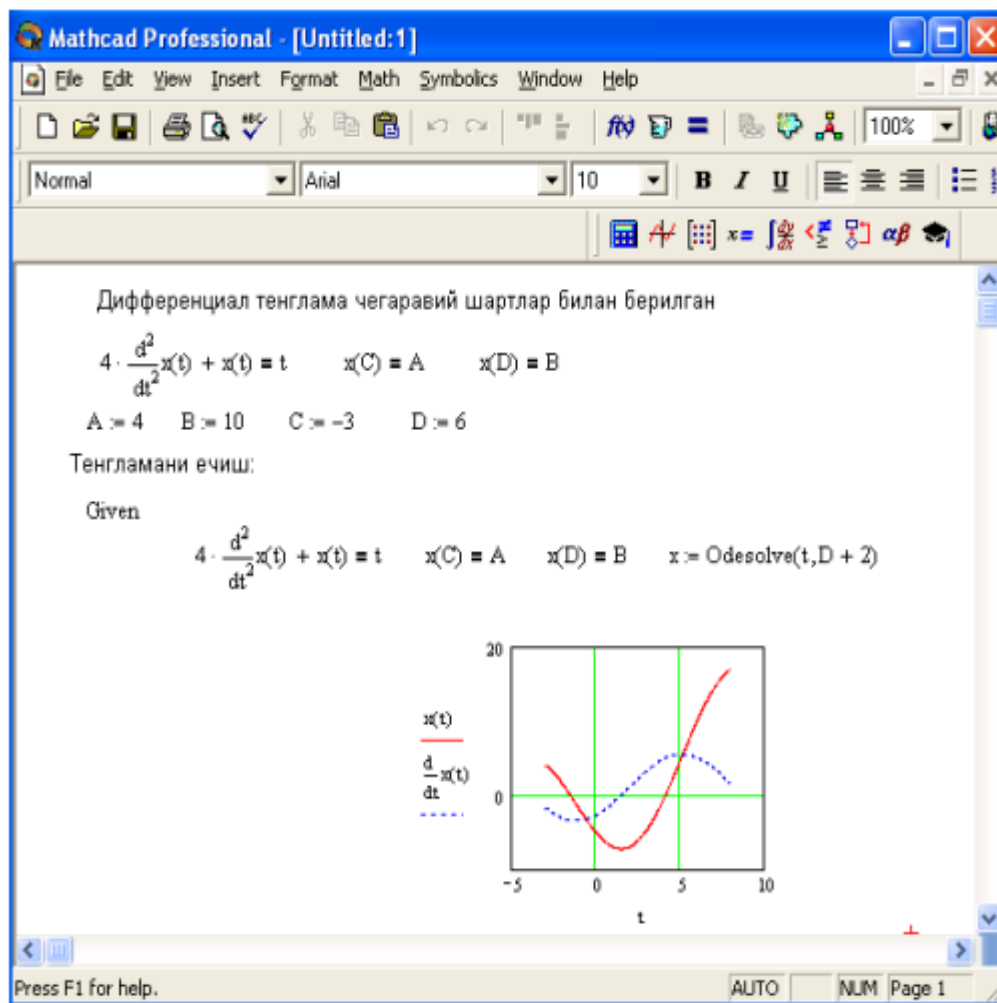 Mathcad Professional - [Untitled:1]
File Edit View Insert Format Math Symbolics Window Help
100%
Normal Arial 10 B I U
Дифференциал тенглама чегаравий шартлар билан берилган
4 · d²/dt² x(t) + x(t) = t x(C) = A x(D) = B
A := 4 B := 10 C := −3 D := 6
Тенгламани ечиш:
Given
4 · d²/dt² x(t) + x(t) = t x(C) = A x(D) = B x := Odesolve(t,D + 2)
20
x(t)
d/dt x(t)
0
−5 0 5 10
t
Press F1 for help. AUTO NUM Page 1